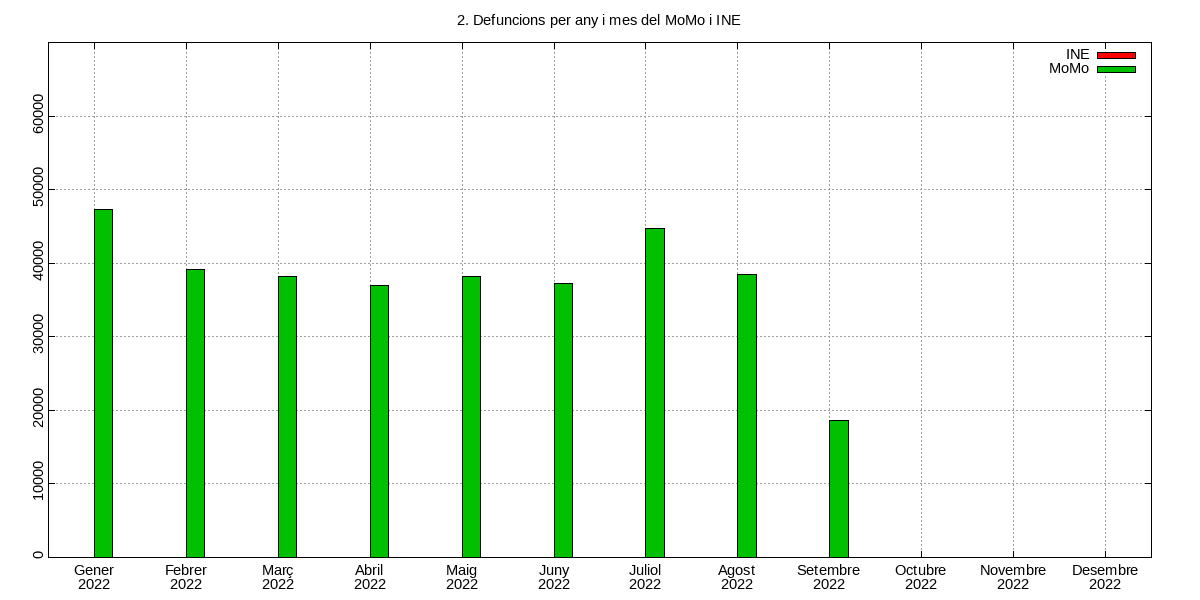 2. Defuncions per any i mes del MoMo i INE
INE
MoMo
60000
50000
40000
30000
20000
10000
0
Gener Febrer Març Abril Maig Juny Juliol Agost Setembre Octubre Novembre Desembre
2022 2022 2022 2022 2022 2022 2022 2022 2022 2022 2022 2022